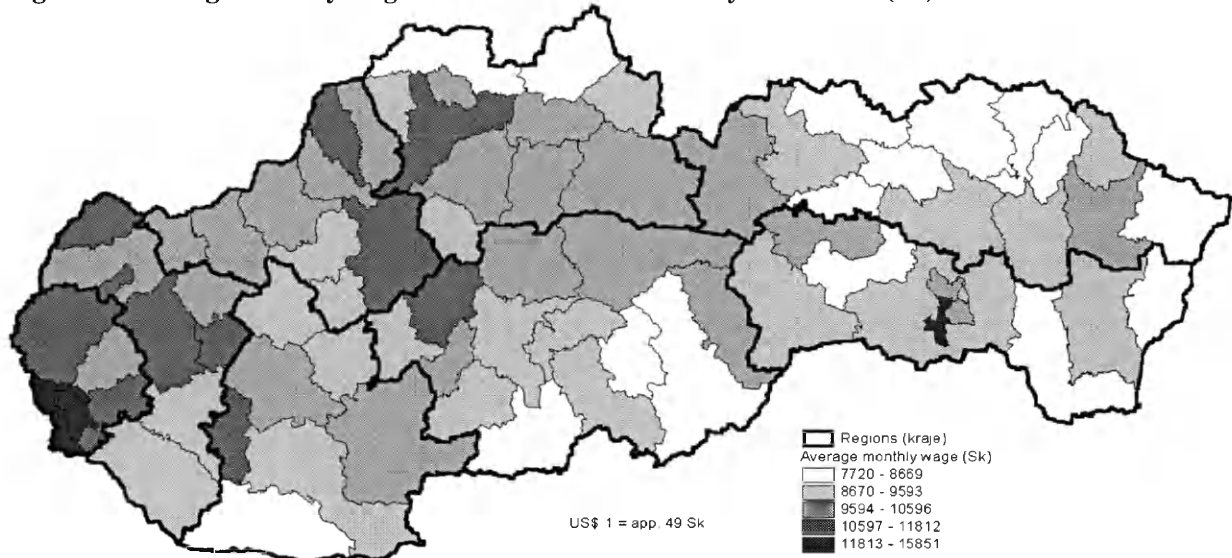 Regions (kraje)
Average monthly wage (Sk)
7720 - 8669
8670 - 9593
9594 - 10596
10597 - 11812
11813 - 15851
US$ 1 = app. 49 Sk